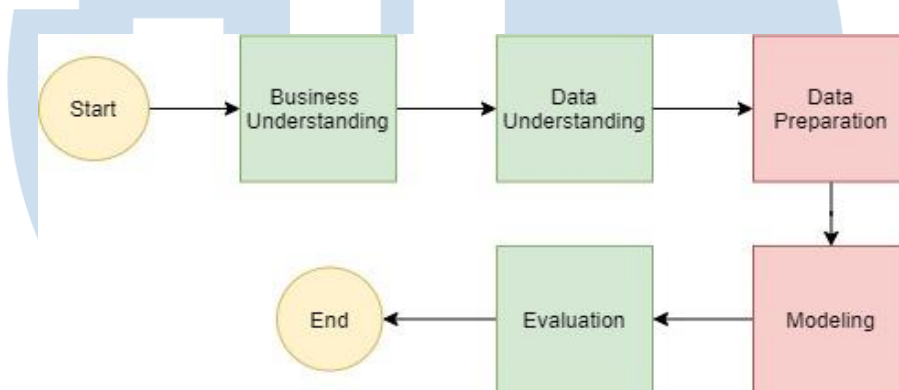 Start
Business
Understanding
Data
Understanding
Data
Preparation
Modeling
Evaluation
End